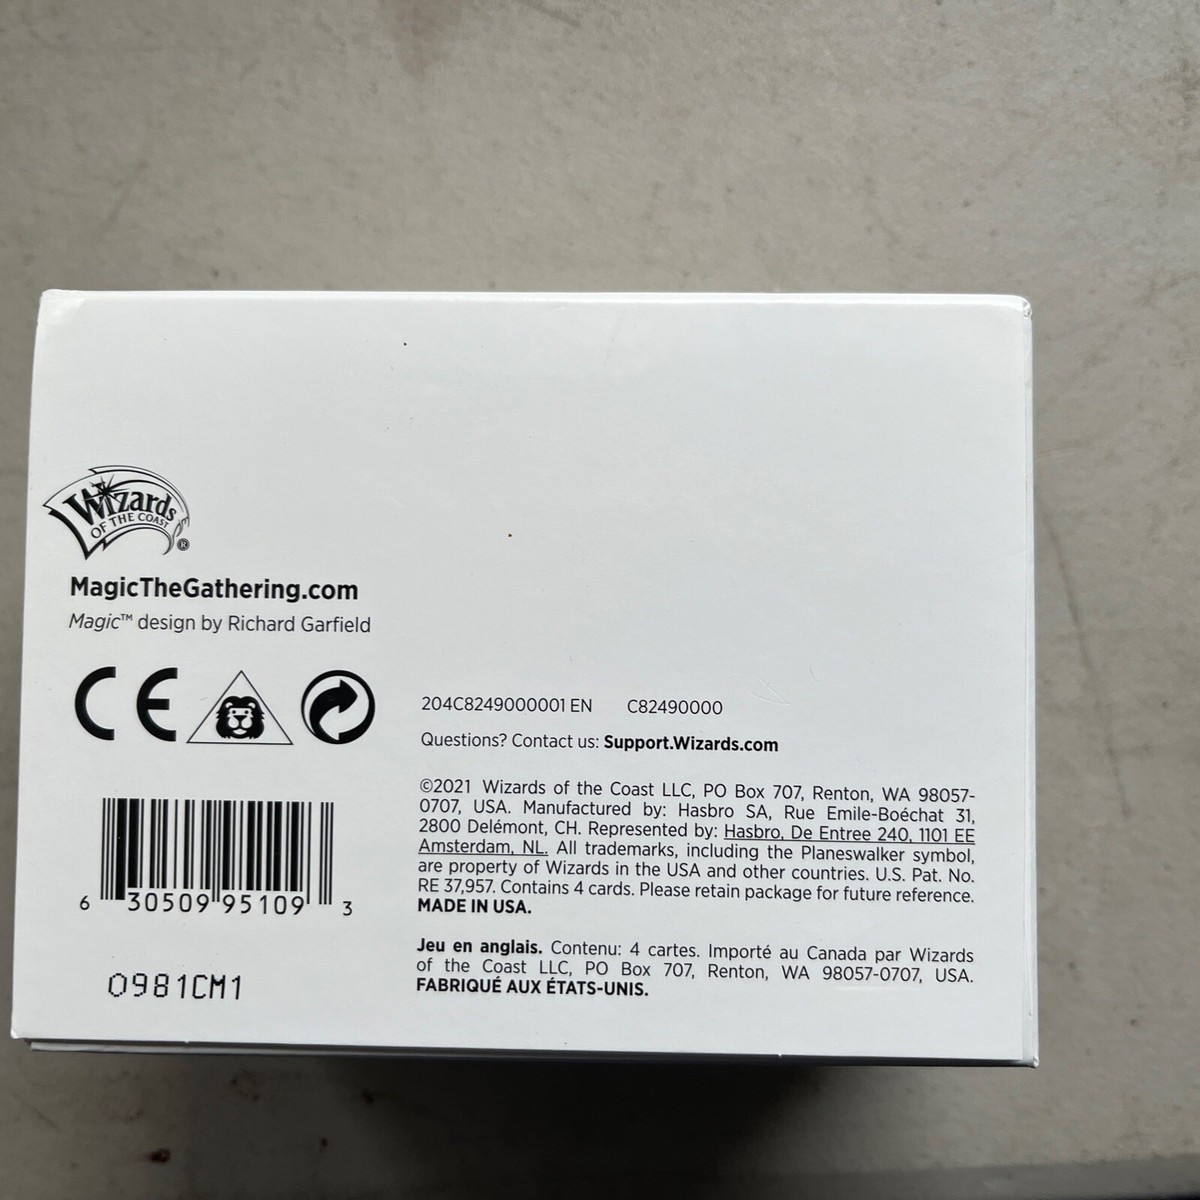 Wizards
OF THE COAST
®
MagicTheGathering.com
Magic™ design by Richard Garfield
CE
6 30509 95109 3
0981CM1
204C8249000001 EN C82490000
Questions? Contact us: Support.Wizards.com
©2021 Wizards of the Coast LLC, PO Box 707, Renton, WA 98057-
0707, USA. Manufactured by: Hasbro SA, Rue Emile-Boéchat 31,
2800 Delémont, CH. Represented by: Hasbro, De Entree 240, 1101 EE
Amsterdam, NL. All trademarks, including the Planeswalker symbol,
are property of Wizards in the USA and other countries. U.S. Pat. No.
RE 37,957. Contains 4 cards. Please retain package for future reference.
MADE IN USA.
Jeu en anglais. Contenu: 4 cartes. Importé au Canada par Wizards
of the Coast LLC, PO Box 707, Renton, WA 98057-0707, USA.
FABRIQUÉ AUX ÉTATS-UNIS.